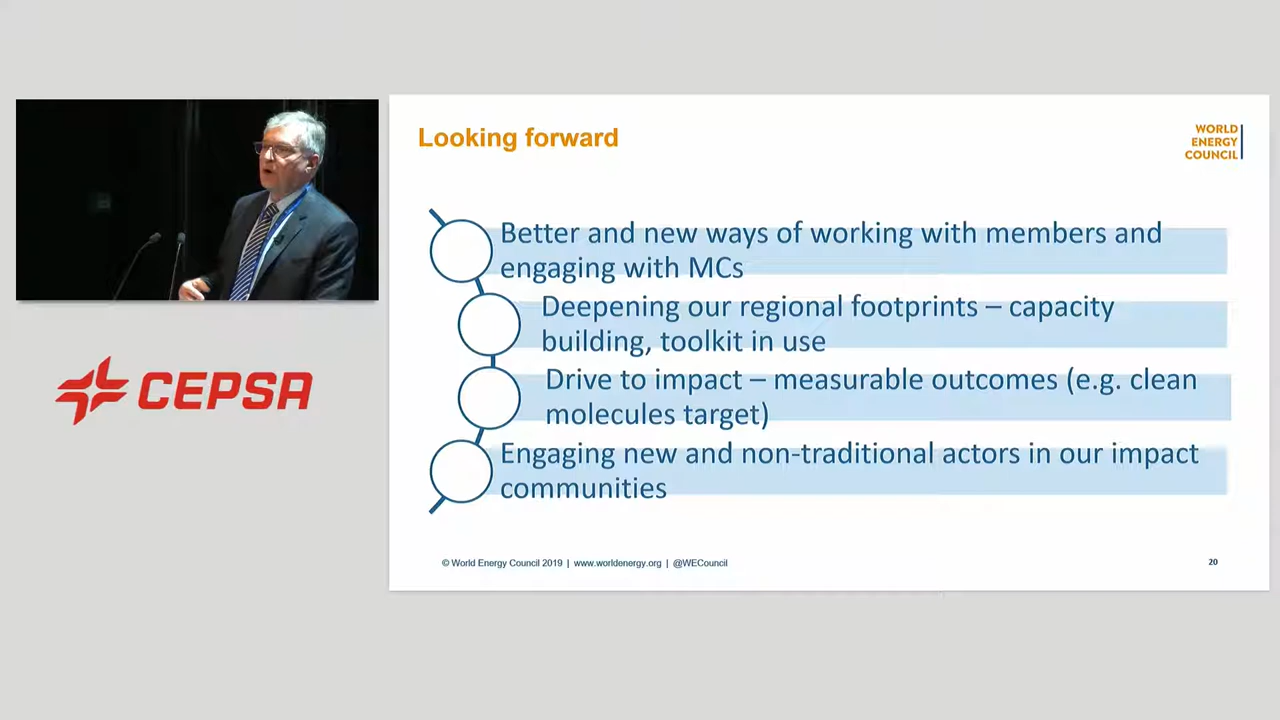 Looking forward
WORLD
ENERGY
COUNCIL
Better and new ways of working with members and
engaging with MCs
Deepening our regional footprints – capacity
building, toolkit in use
Drive to impact – measurable outcomes (e.g. clean
molecules target)
Engaging new and non-traditional actors in our impact
communities
CEPSA
© World Energy Council 2019 | www.worldenergy.org | @WECouncil
20